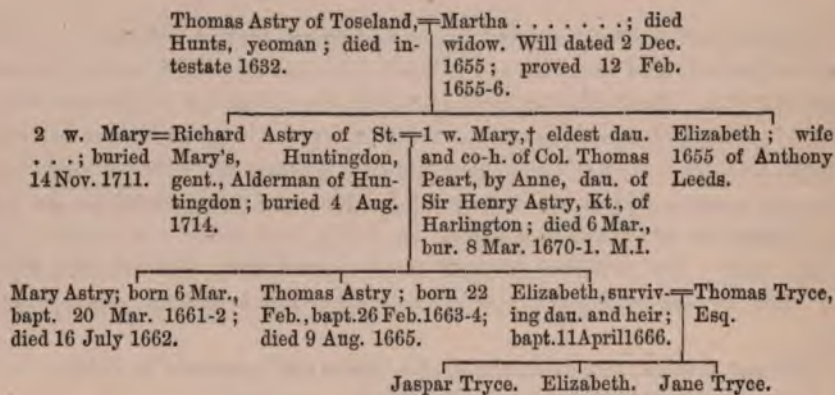 Thomas Astry of Toseland,=Martha . . . . . . . ; died
Hunts, yeoman ; died in-
testate 1632.
widow. Will dated 2 Dec.
1655 ; proved 12 Feb.
1655-6.
2 w. Mary=
. . . ; buried
14 Nov. 1711.
Richard Astry of St.=
Mary's, Huntingdon,
gent., Alderman of Hun-
tingdon ; buried 4 Aug.
1714.
1 w. Mary,† eldest dau.
and co-h. of Col. Thomas
Peart, by Anne, dau. of
Sir Henry Astry, Kt., of
Harlington ; died 6 Mar.,
bur. 8 Mar. 1670-1. M.I.
Elizabeth ; wife
1655 of Anthony
Leeds.
Mary Astry; born 6 Mar.,
bapt. 20 Mar. 1661-2 ;
died 16 July 1662.
Thomas Astry ; born 22
Feb., bapt. 26 Feb. 1663-4;
died 9 Aug. 1665.
Elizabeth, surviv-=
ing dau. and heir;
bapt. 11 April 1666.
Thomas Tryce,
Esq.
Jaspar Tryce. Elizabeth. Jane Tryce.